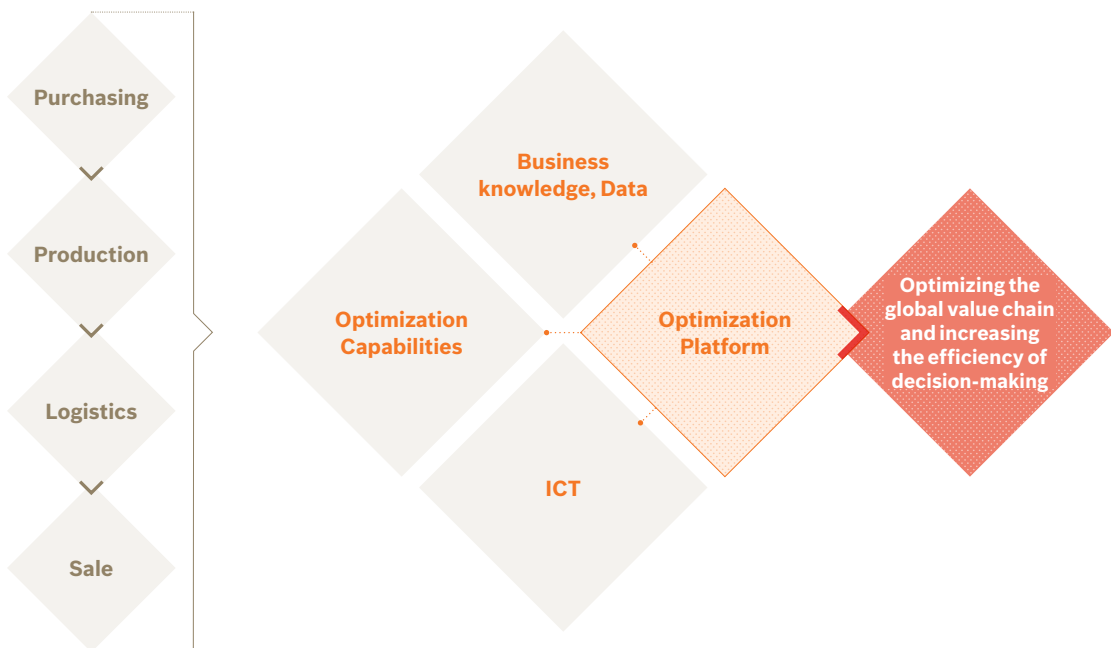 Purchasing
Production
Logistics
Sale
Business
knowledge, Data
Optimization
Capabilities
Optimization
Platform
ICT
Optimizing the
global value chain
and increasing
the efficiency of
decision-making